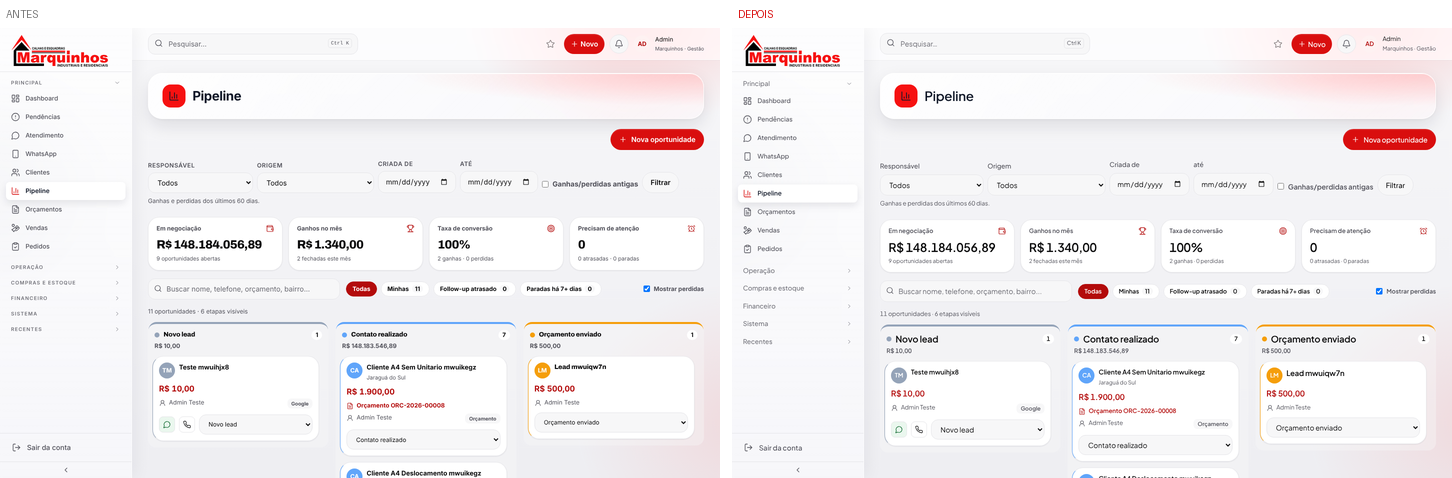 ANTES
CALHAS E ESQUADRIAS
Marquinhos
INDUSTRIAIS E RESIDENCIAIS
Pesquisar...
Ctrl K
+ Novo
AD
Admin
Marquinhos · Gestão
PRINCIPAL
Dashboard
Pendências
Atendimento
WhatsApp
Clientes
Pipeline
Orçamentos
Vendas
Pedidos
OPERAÇÃO
COMPRAS E ESTOQUE
FINANCEIRO
SISTEMA
RECENTES
Sair da conta
Pipeline
+ Nova oportunidade
RESPONSÁVEL
ORIGEM
CRIADA DE
ATÉ
Todos
Todos
mm/dd/yyyy
mm/dd/yyyy
Ganhas/perdidas antigas
Filtrar
Ganhas e perdidas dos últimos 60 dias.
Em negociação
R$ 148.184.056,89
9 oportunidades abertas
Ganhos no mês
R$ 1.340,00
2 fechadas este mês
Taxa de conversão
100%
2 ganhas · 0 perdidas
Precisam de atenção
0
0 atrasadas · 0 paradas
Buscar nome, telefone, orçamento, bairro...
Todas
Minhas 11
Follow-up atrasado 0
Paradas há 7+ dias 0
Mostrar perdidas
11 oportunidades · 6 etapas visíveis
Novo lead
1
R$ 10,00
TM
Teste mwuihjx8
R$ 10,00
Admin Teste
Google
Novo lead
Contato realizado
7
R$ 148.183.546,89
CA
Cliente A4 Sem Unitario mwuikegz
Jaraguá do Sul
R$ 1.900,00
Orçamento ORC-2026-00008
Admin Teste
Orçamento
Contato realizado
CA
Cliente A4 Deslocamento mwuikegz
Orçamento enviado
1
R$ 500,00
LM
Lead mwuiqw7n
R$ 500,00
Admin Teste
Orçamento enviado
DEPOIS
CALHAS E ESQUADRIAS
Marquinhos
INDUSTRIAIS E RESIDENCIAIS
Pesquisar...
CtrlK
+ Novo
AD
Admin
Marquinhos · Gestão
Principal
Dashboard
Pendências
Atendimento
WhatsApp
Clientes
Pipeline
Orçamentos
Vendas
Pedidos
Operação
Compras e estoque
Financeiro
Sistema
Recentes
Sair da conta
Pipeline
+ Nova oportunidade
Responsável
Origem
Criada de
até
Todos
Todos
mm/dd/yyyy
mm/dd/yyyy
Ganhas/perdidas antigas
Filtrar
Ganhas e perdidas dos últimos 60 dias.
Em negociação
R$ 148.184.056,89
9 oportunidades abertas
Ganhos no mês
R$ 1.340,00
2 fechadas este mês
Taxa de conversão
100%
2 ganhas · 0 perdidas
Precisam de atenção
0
0 atrasadas · 0 paradas
Buscar nome, telefone, orçamento, bairro...
Todas
Minhas 11
Follow-up atrasado 0
Paradas há 7+ dias 0
Mostrar perdidas
11 oportunidades · 6 etapas visíveis
Novo lead
1
R$ 10,00
TM
Teste mwuihjx8
R$ 10,00
Admin Teste
Google
Novo lead
Contato realizado
7
R$ 148.183.546,89
CA
Cliente A4 Sem Unitario mwuikegz
Jaraguá do Sul
R$ 1.900,00
Orçamento ORC-2026-00008
Admin Teste
Orçamento
Contato realizado
CA
Cliente A4 Deslocamento mwuikegz
Orçamento enviado
1
R$ 500,00
LM
Lead mwuiqw7n
R$ 500,00
Admin Teste
Orçamento enviado